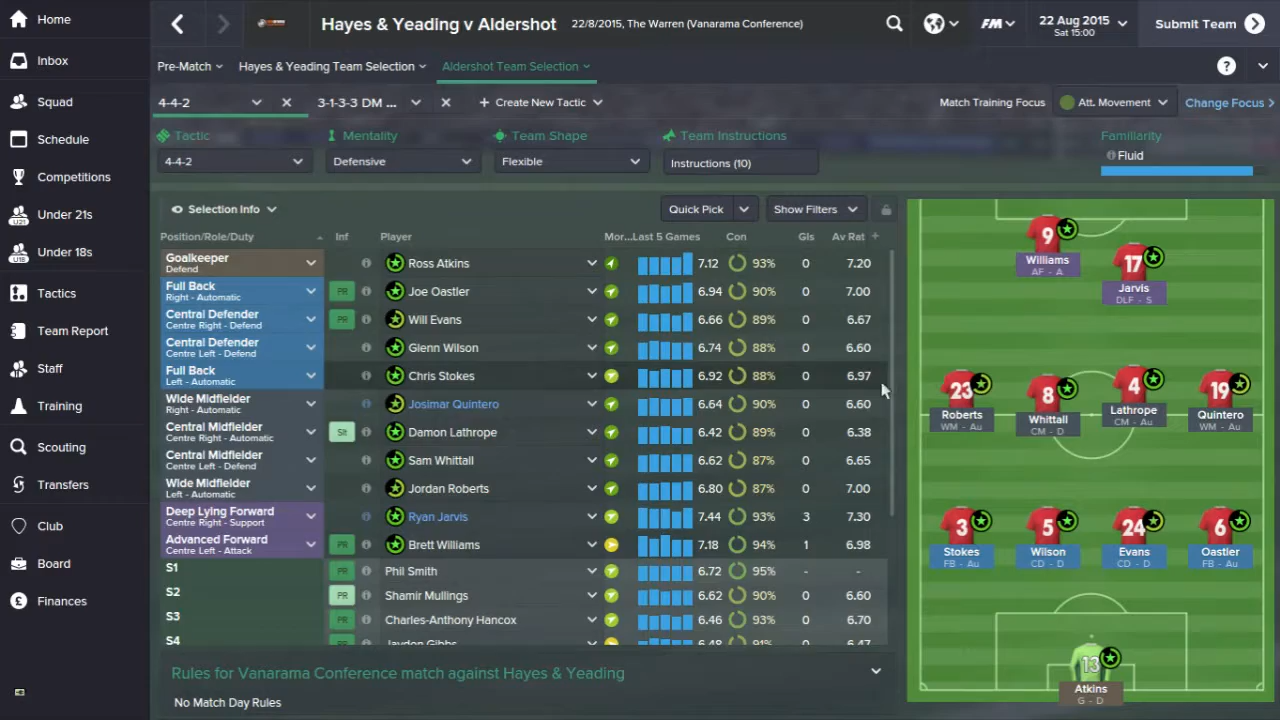 Home
Inbox
Squad
Schedule
Competitions
Under 21s
Under 18s
Tactics
Team Report
Staff
Training
Scouting
Transfers
Club
Board
Finances
Hayes & Yeading v Aldershot
22/8/2015, The Warren (Vanarama Conference)
FM
22 Aug 2015
Sat 15:00
Submit Team
Pre-Match
Hayes & Yeading Team Selection
Aldershot Team Selection
?
4-4-2
3-1-3-3 DM ...
Create New Tactic
Match Training Focus
Att. Movement
Change Focus
Tactic
Mentality
Team Shape
Team Instructions
Familiarity
4-4-2
Defensive
Flexible
Instructions (10)
Fluid
Selection Info
Quick Pick
Show Filters
Position/Role/Duty Inf Player Mor... Last 5 Games Con Gls Av Rat
Goalkeeper
Defend
Ross Atkins 7.12 93% 0 7.20
Full Back
Right - Automatic
PR Joe Oastler 6.94 90% 0 7.00
Central Defender
Centre Right - Defend
PR Will Evans 6.66 89% 0 6.67
Central Defender
Centre Left - Defend
Glenn Wilson 6.74 88% 0 6.60
Full Back
Left - Automatic
Chris Stokes 6.92 88% 0 6.97
Wide Midfielder
Right - Automatic
Josimar Quintero 6.64 90% 0 6.60
Central Midfielder
Centre Right - Automatic
Slt Damon Lathrope 6.42 89% 0 6.38
Central Midfielder
Centre Left - Defend
Sam Whittall 6.62 87% 0 6.65
Wide Midfielder
Left - Automatic
Jordan Roberts 6.80 87% 0 7.00
Deep Lying Forward
Centre Right - Support
Ryan Jarvis 7.44 93% 3 7.30
Advanced Forward
Centre Left - Attack
PR Brett Williams 7.18 94% 1 6.98
S1 PR Phil Smith 6.72 95% - -
S2 PR Shamir Mullings 6.62 90% 0 6.60
S3 PR Charles-Anthony Hancox 6.46 93% 0 6.70
S4 PR Jayden Gibbs 6.48 91% 0 6.47
Rules for Vanarama Conference match against Hayes & Yeading
No Match Day Rules
9
Williams
AF - A
17
Jarvis
DLF - S
23
Roberts
WM - Au
8
Whittall
CM - D
4
Lathrope
CM - Au
19
Quintero
WM - Au
3
Stokes
FB - Au
5
Wilson
CD - D
24
Evans
CD - D
6
Oastler
FB - Au
13
Atkins
G - D